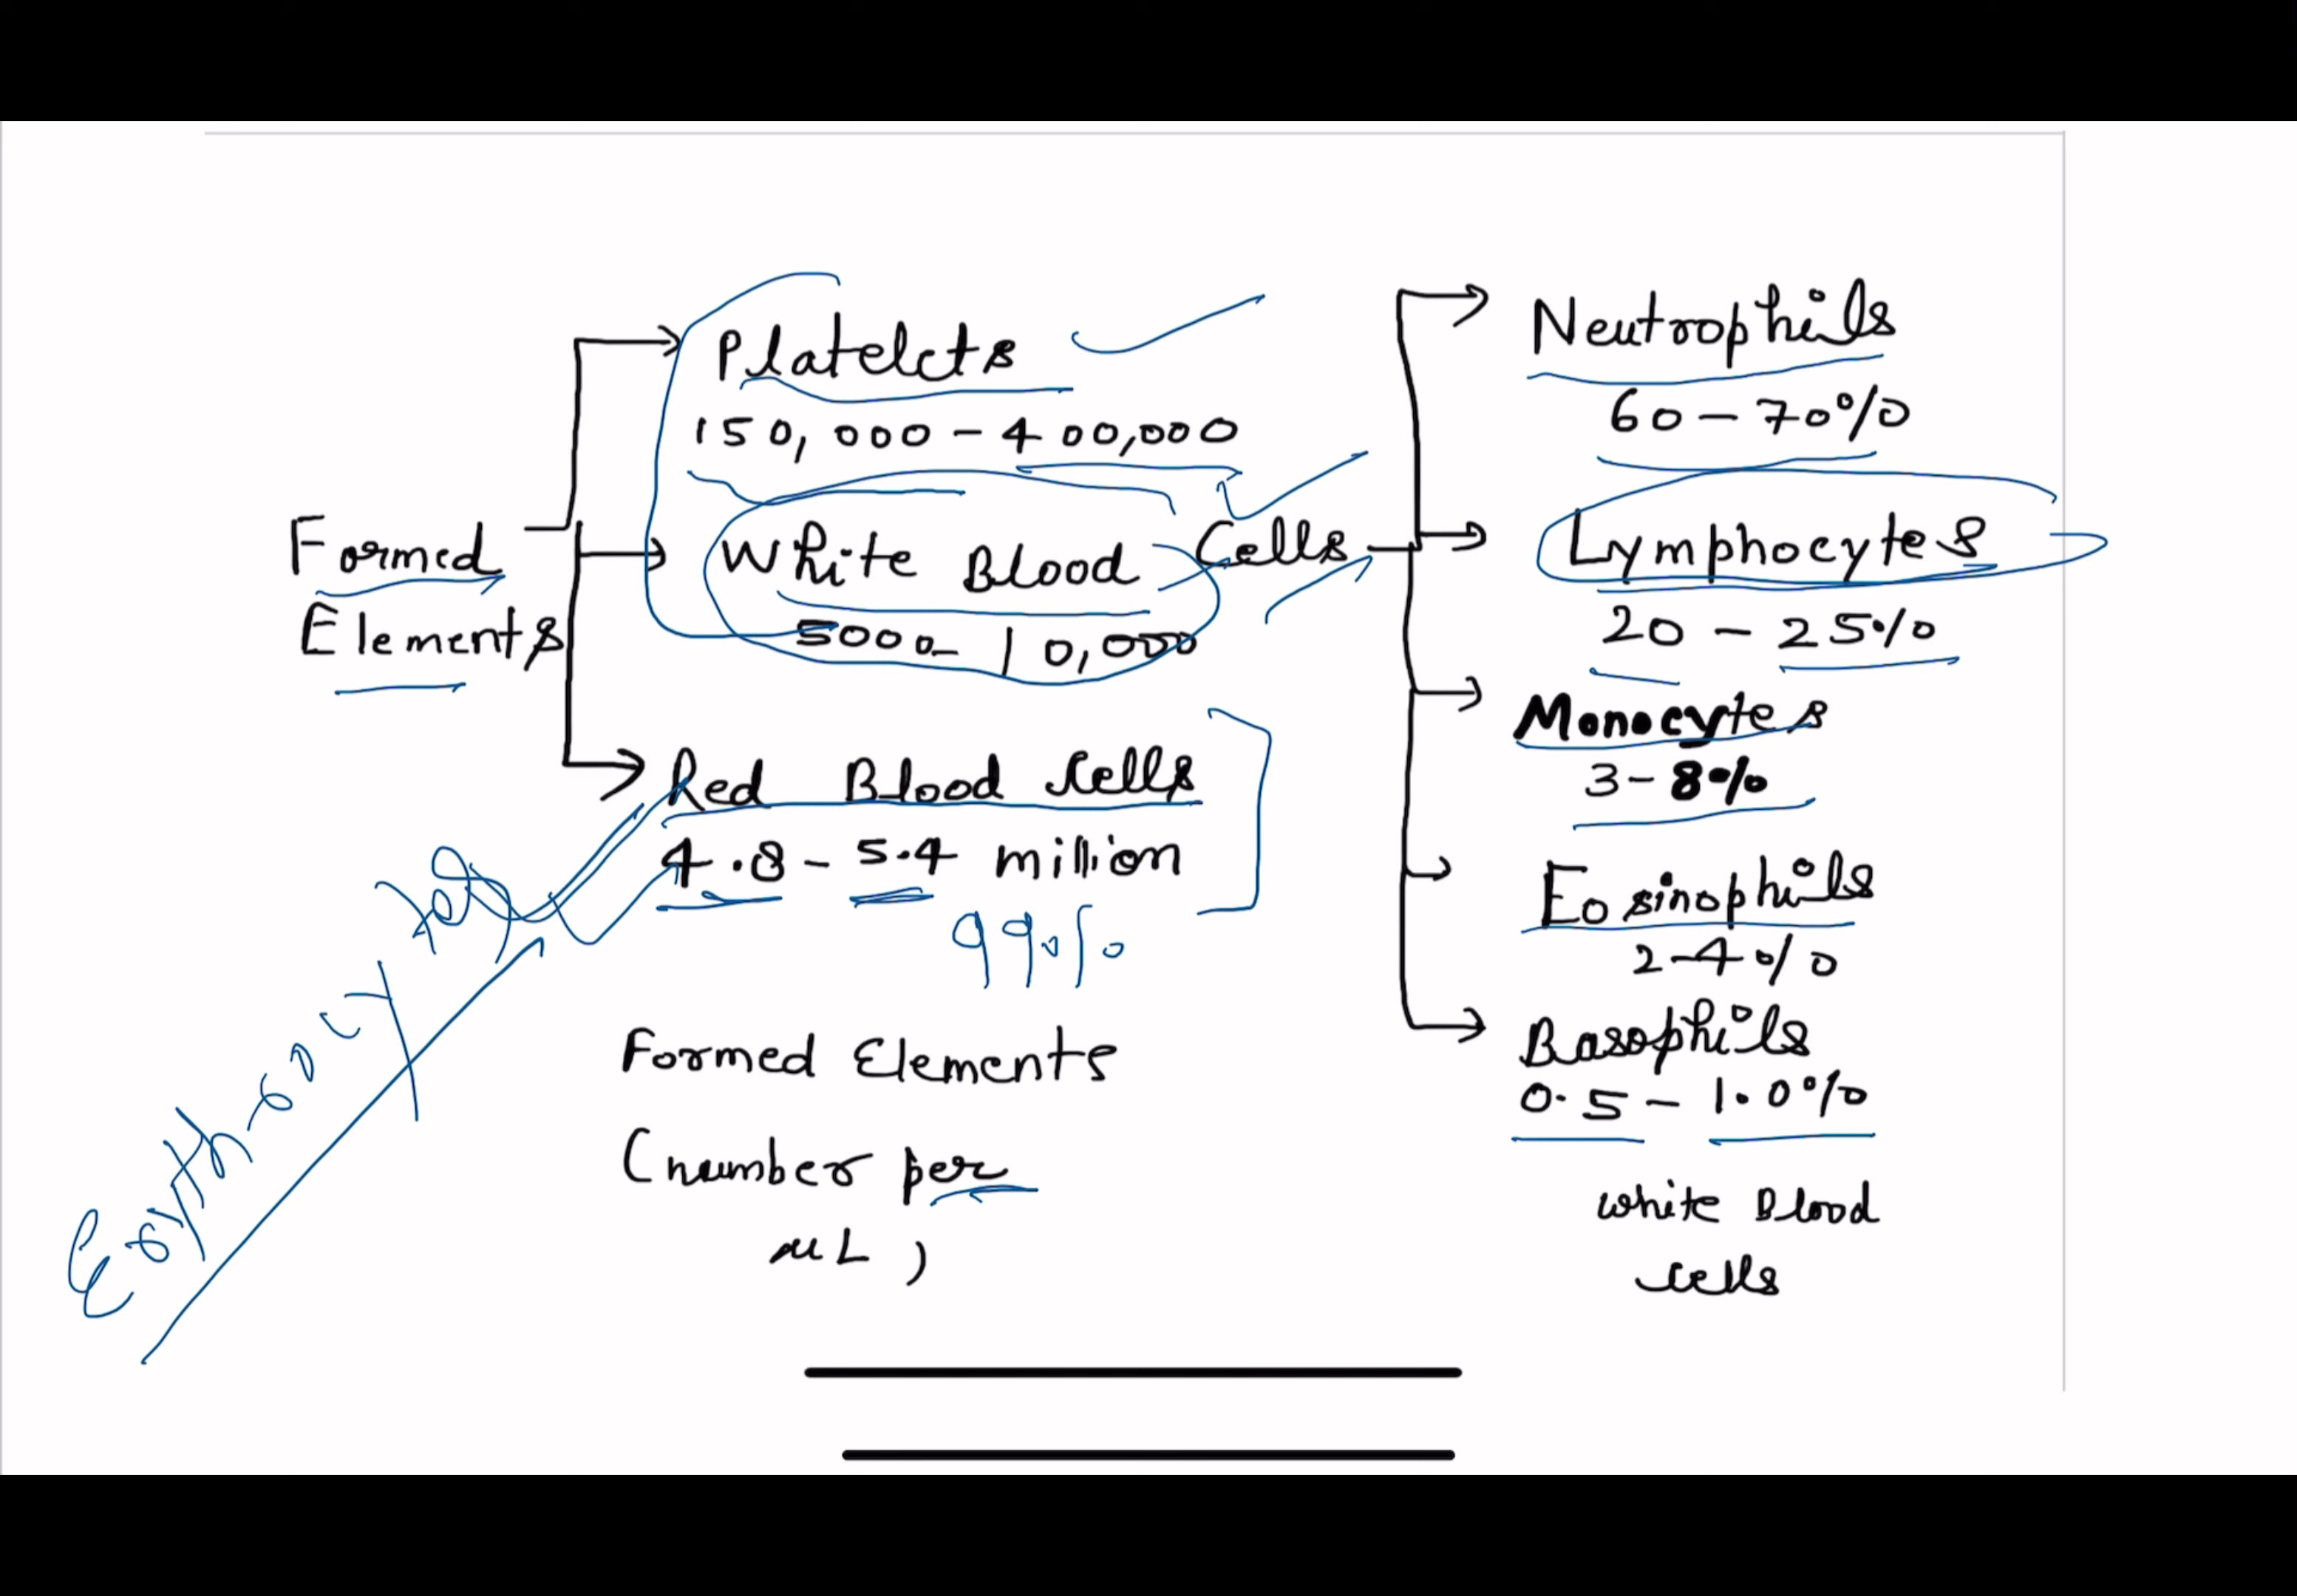 Formed
Elements
Platelets
150,000 - 400,000
White Blood Cells
5000 - 10,000
Red Blood Cells
4.8 - 5.4 million
99%
Erythrocytes
Formed Elements
(number per
μL)
Neutrophils
60 - 70%
Lymphocytes
20 - 25%
Monocytes
3 - 8%
Eosinophils
2-4%
Basophils
0.5 - 1.0%
White Blood
cells